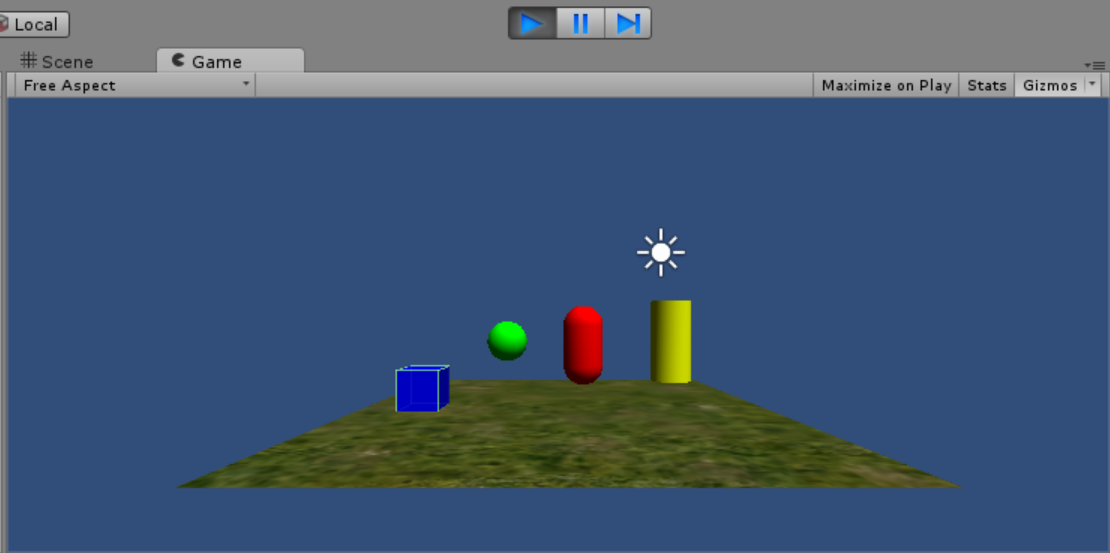 Local
Scene
Game
Free Aspect
Maximize on Play
Stats
Gizmos